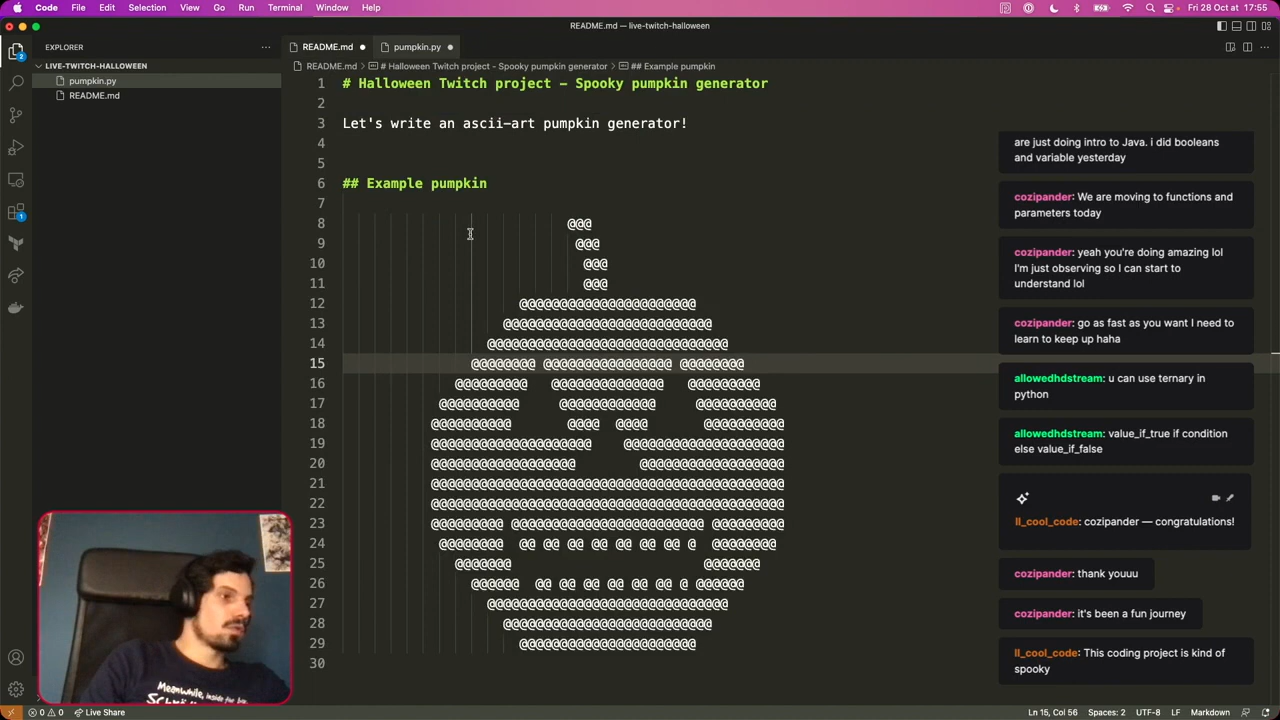 Code File Edit Selection View Go Run Terminal Window Help Fri 28 Oct at 17:55
README.md — live-twitch-halloween
EXPLORER
README.md pumpkin.py
LIVE-TWITCH-HALLOWEEN
pumpkin.py
README.md
README.md > # Halloween Twitch project - Spooky pumpkin generator > ## Example pumpkin
1 # Halloween Twitch project - Spooky pumpkin generator
2
3 Let's write an ascii-art pumpkin generator!
4
5
6 ## Example pumpkin
7
8                             @@@
9                              @@@
10                               @@@
11                               @@@
12                       @@@@@@@@@@@@@@@@@@@@@@
13                     @@@@@@@@@@@@@@@@@@@@@@@@@@
14                   @@@@@@@@@@@@@@@@@@@@@@@@@@@@@@
15                 @@@@@@@@ @@@@@@@@@@@@@@@@ @@@@@@@@
16               @@@@@@@@@   @@@@@@@@@@@@@@   @@@@@@@@@
17             @@@@@@@@@@     @@@@@@@@@@@@     @@@@@@@@@@
18            @@@@@@@@@@       @@@@  @@@@       @@@@@@@@@@
19            @@@@@@@@@@@@@@@@@@@@    @@@@@@@@@@@@@@@@@@@@
20            @@@@@@@@@@@@@@@@@@        @@@@@@@@@@@@@@@@@@
21            @@@@@@@@@@@@@@@@@@@@@@@@@@@@@@@@@@@@@@@@@@@@
22            @@@@@@@@@@@@@@@@@@@@@@@@@@@@@@@@@@@@@@@@@@@@
23            @@@@@@@@@ @@@@@@@@@@@@@@@@@@@@@@@@ @@@@@@@@@
24             @@@@@@@@  @@ @@ @@ @@ @@ @@ @@ @  @@@@@@@@
25               @@@@@@@                        @@@@@@@
26                 @@@@@@  @@ @@ @@ @@ @@ @@ @ @@@@@@
27                   @@@@@@@@@@@@@@@@@@@@@@@@@@@@@@
28                     @@@@@@@@@@@@@@@@@@@@@@@@@@
29                       @@@@@@@@@@@@@@@@@@@@@@
30
are just doing intro to Java. i did booleans
and variable yesterday
cozipander: We are moving to functions and
parameters today
cozipander: yeah you're doing amazing lol
I'm just observing so I can start to
understand lol
cozipander: go as fast as you want I need to
learn to keep up haha
allowedhdstream: u can use ternary in
python
allowedhdstream: value_if_true if condition
else value_if_false
ll_cool_code: cozipander — congratulations!
cozipander: thank youuu
cozipander: it's been a fun journey
ll_cool_code: This coding project is kind of
spooky
2
1
Meanwhile, inside
0 0 Live Share Ln 15, Col 56 Spaces: 2 UTF-8 LF Markdown